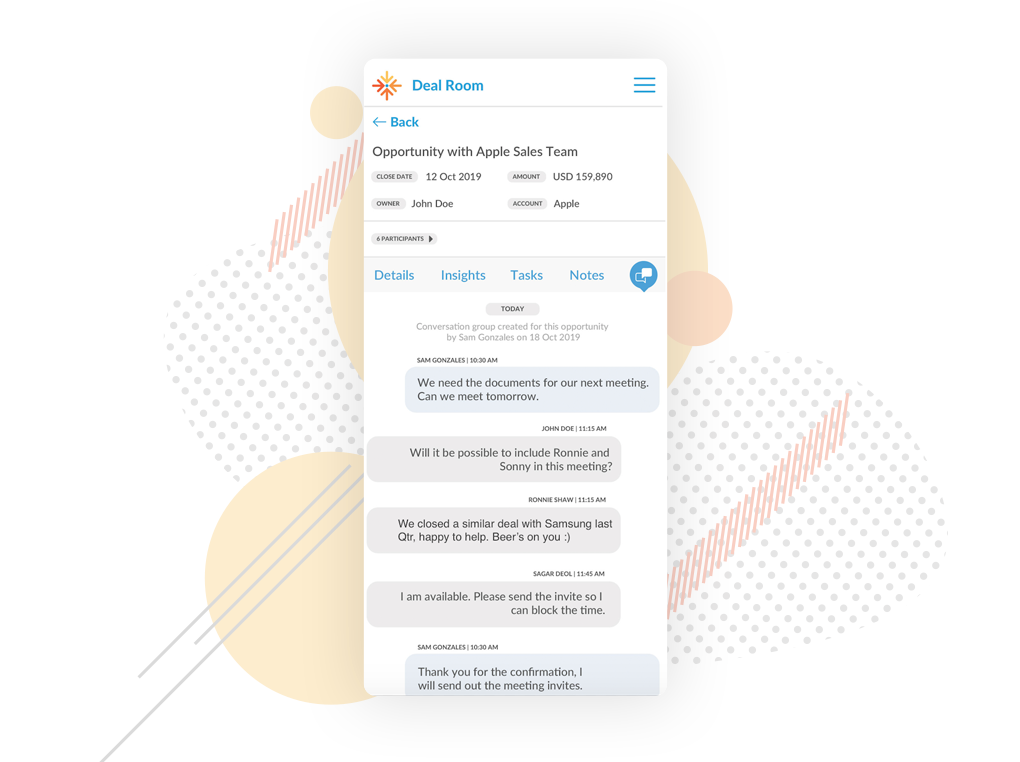 Deal Room
Back
Opportunity with Apple Sales Team
CLOSE DATE 12 Oct 2019 AMOUNT USD 159,890
OWNER John Doe ACCOUNT Apple
6 PARTICIPANTS
Details Insights Tasks Notes
TODAY
Conversation group created for this opportunity
by Sam Gonzales on 18 Oct 2019
SAM GONZALES | 10:30 AM
We need the documents for our next meeting.
Can we meet tomorrow.
JOHN DOE | 11:15 AM
Will it be possible to include Ronnie and
Sonny in this meeting?
RONNIE SHAW | 11:15 AM
We closed a similar deal with Samsung last
Qtr, happy to help. Beer's on you :)
SAGAR DEOL | 11:45 AM
I am available. Please send the invite so I
can block the time.
SAM GONZALES | 10:30 AM
Thank you for the confirmation, I
will send out the meeting invites.